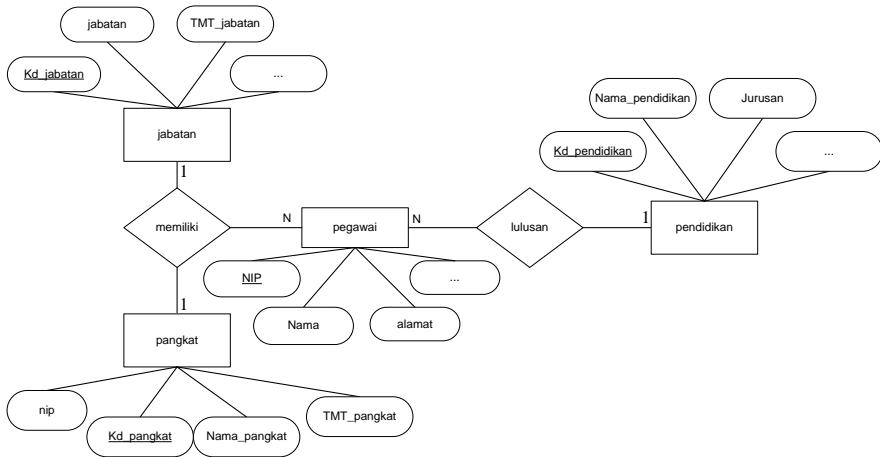 jabatan
TMT_jabatan
Kd_jabatan
...
jabatan
Nama_pendidikan
Jurusan
Kd_pendidikan
...
1
memiliki
N
pegawai
N
lulusan
1
pendidikan
NIP
...
Nama
alamat
1
pangkat
nip
Kd_pangkat
Nama_pangkat
TMT_pangkat